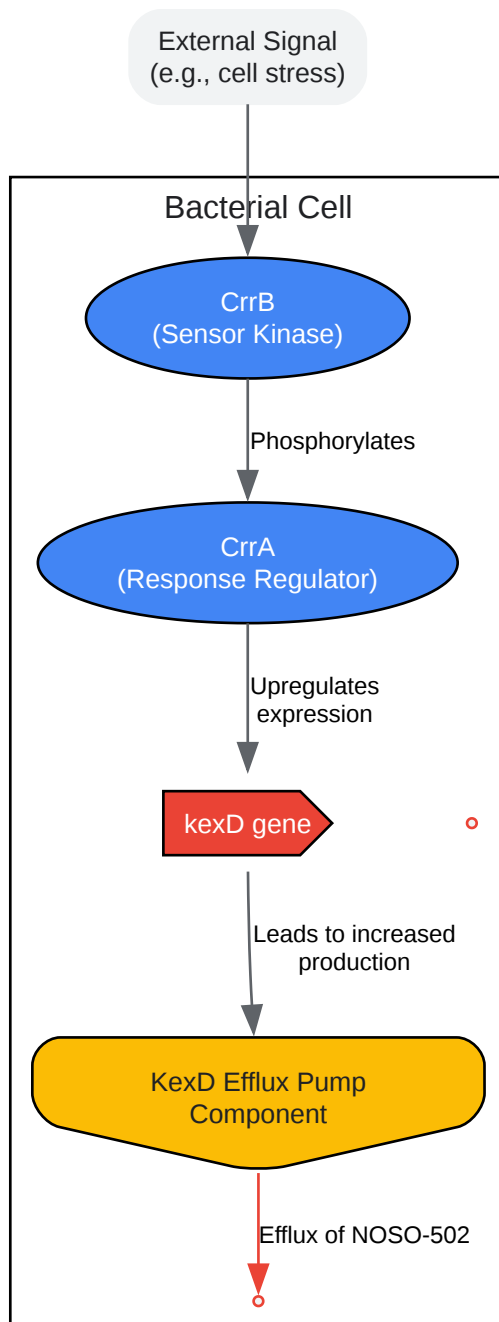 External Signal
(e.g., cell stress)
Bacterial Cell
CrrB
(Sensor Kinase)
Phosphorylates
CrrA
(Response Regulator)
Upregulates
expression
kexD gene
Leads to increased
production
KexD Efflux Pump
Component
Efflux of NOSO-502